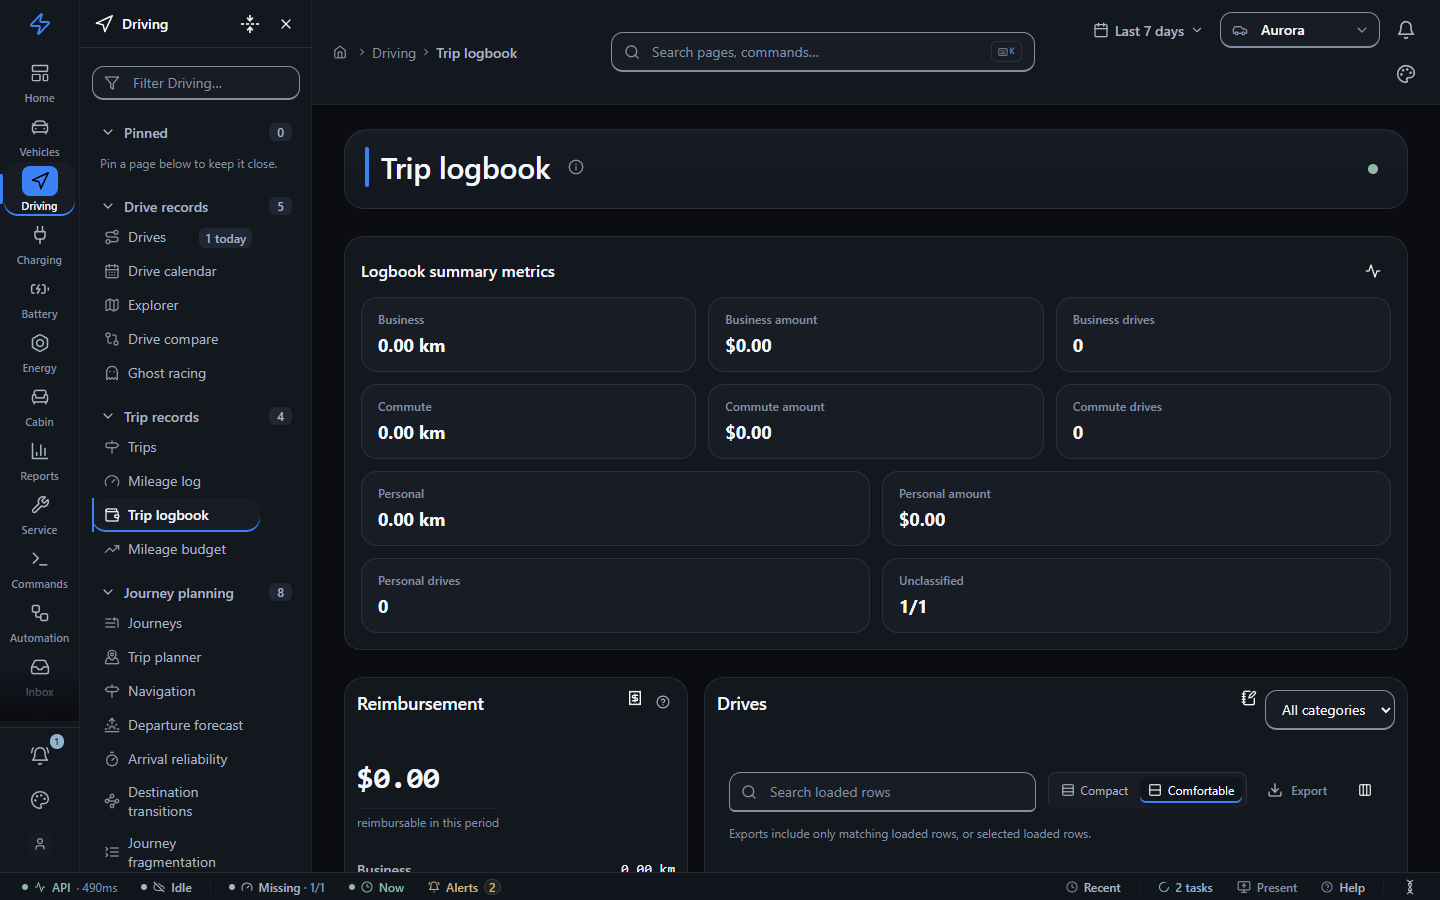 Home
Vehicles
Driving
Charging
Battery
Energy
Cabin
Reports
Service
Commands
Automation
Inbox
1
Driving
Filter Driving...
Pinned 0
Pin a page below to keep it close.
Drive records 5
Drives 1 today
Drive calendar
Explorer
Drive compare
Ghost racing
Trip records 4
Trips
Mileage log
Trip logbook
Mileage budget
Journey planning 8
Journeys
Trip planner
Navigation
Departure forecast
Arrival reliability
Destination
transitions
Journey
fragmentation
Driving Trip logbook
Search pages, commands... K
Last 7 days
Aurora
Trip logbook
Logbook summary metrics
Business
0.00 km
Business amount
$0.00
Business drives
0
Commute
0.00 km
Commute amount
$0.00
Commute drives
0
Personal
0.00 km
Personal amount
$0.00
Personal drives
0
Unclassified
1/1
Reimbursement
$0.00
reimbursable in this period
Business 0.00 km
Drives
All categories
Search loaded rows
Compact
Comfortable
Export
Exports include only matching loaded rows, or selected loaded rows.
API · 490ms
Idle
Missing · 1/1
Now
Alerts 2
Recent
2 tasks
Present
Help